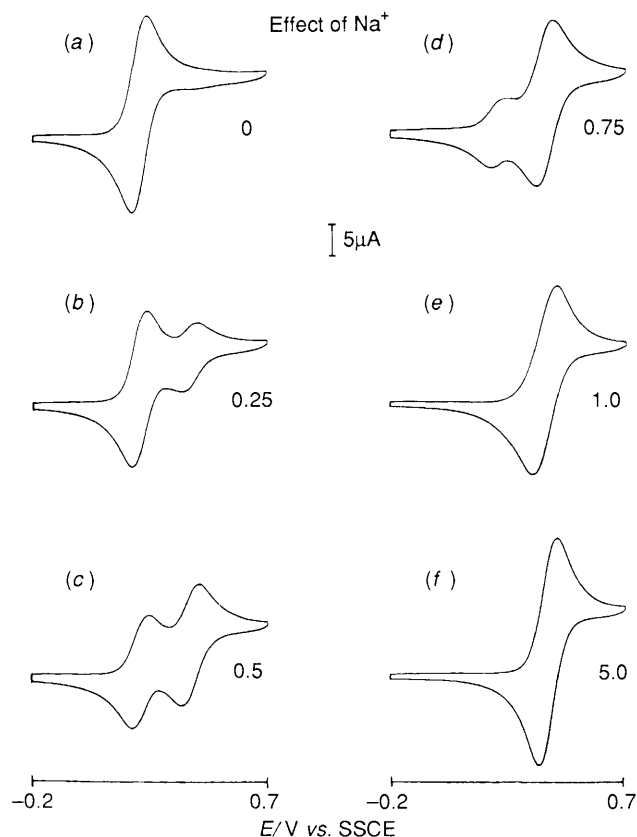 Effect of Na⁺
(a)
0
(d)
0.75
5μA
(b)
0.25
(e)
1.0
(c)
0.5
(f)
5.0
−0.2 0.7 −0.2 0.7
E/V vs. SSCE